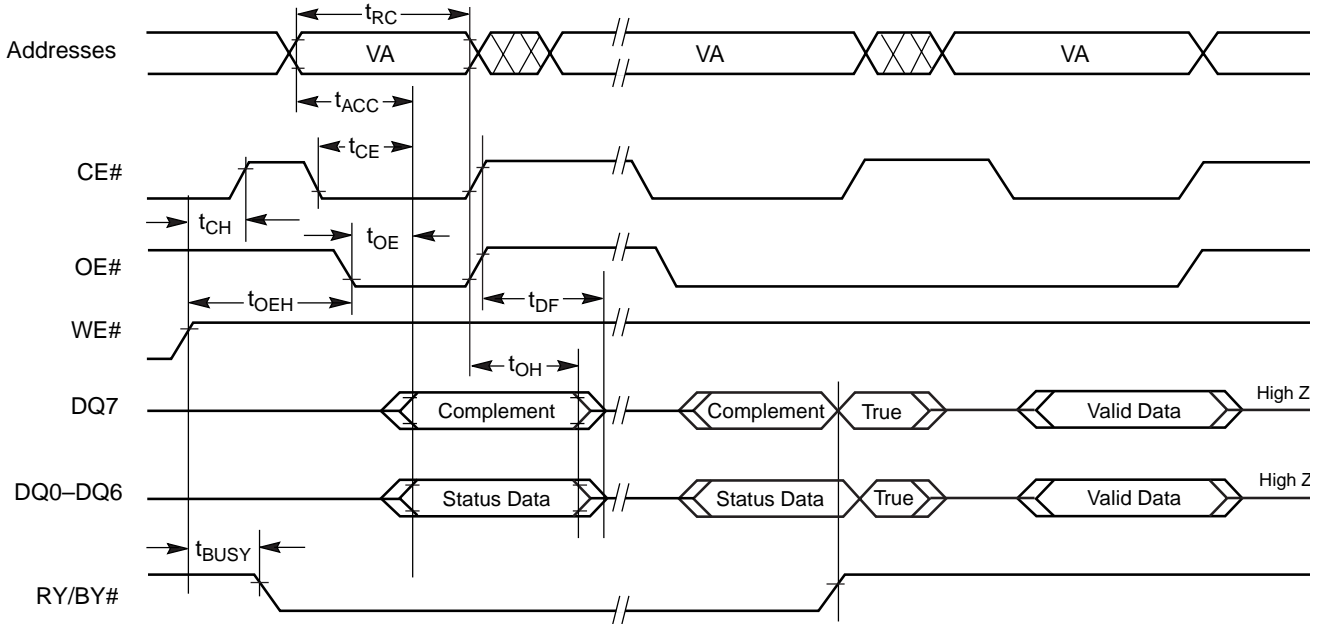 tRC
Addresses VA VA VA
tACC
tCE
CE#
tCH tOE
OE#
tOEH tDF
WE#
tOH
DQ7 Complement Complement True Valid Data High Z
DQ0–DQ6 Status Data Status Data True Valid Data High Z
tBUSY
RY/BY#